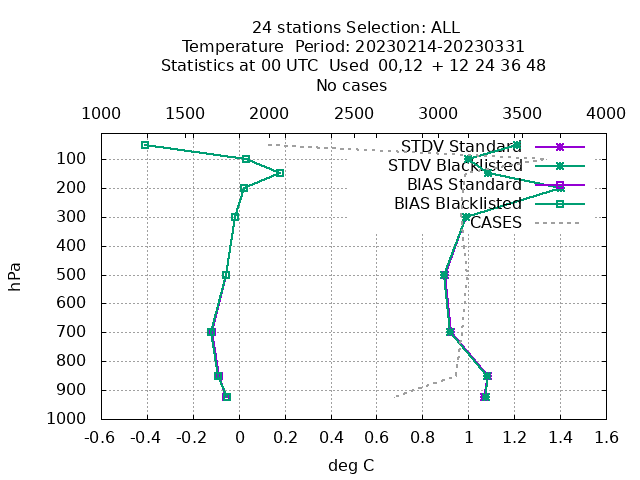 24 stations Selection: ALL
Temperature  Period: 20230214-20230331
Statistics at 00 UTC  Used  00,12  + 12 24 36 48
No cases
1000 1500 2000 2500 3000 3500 4000
STDV Standard
STDV Blacklisted
BIAS Standard
BIAS Blacklisted
CASES
hPa
100
200
300
400
500
600
700
800
900
1000
-0.6 -0.4 -0.2 0 0.2 0.4 0.6 0.8 1 1.2 1.4 1.6
deg C